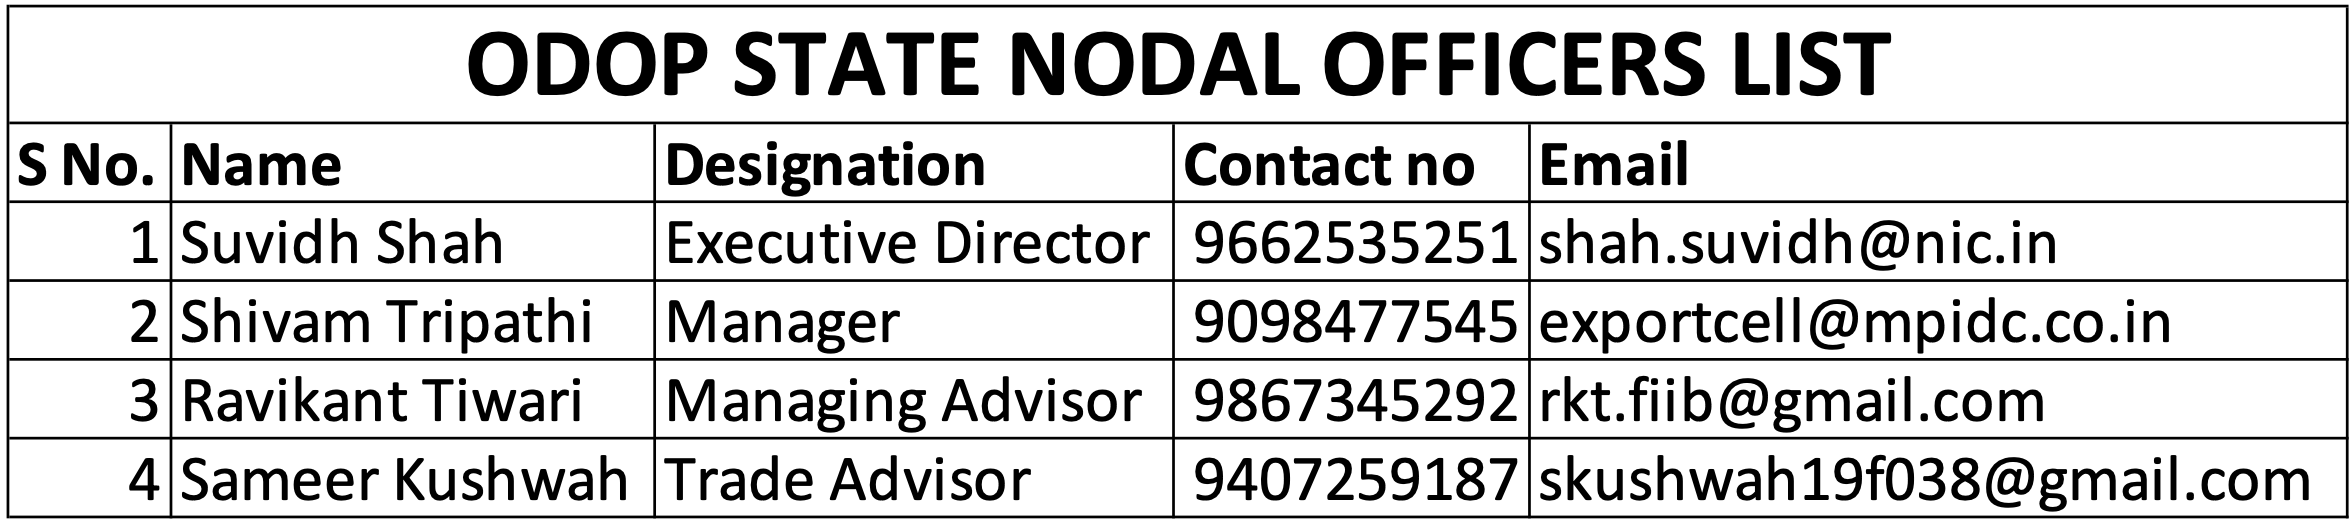 ODOP STATE NODAL OFFICERS LIST
S No. Name Designation Contact no Email
1 Suvidh Shah Executive Director 9662535251 shah.suvidh@nic.in
2 Shivam Tripathi Manager 9098477545 exportcell@mpidc.co.in
3 Ravikant Tiwari Managing Advisor 9867345292 rkt.fiib@gmail.com
4 Sameer Kushwah Trade Advisor 9407259187 skushwah19f038@gmail.com